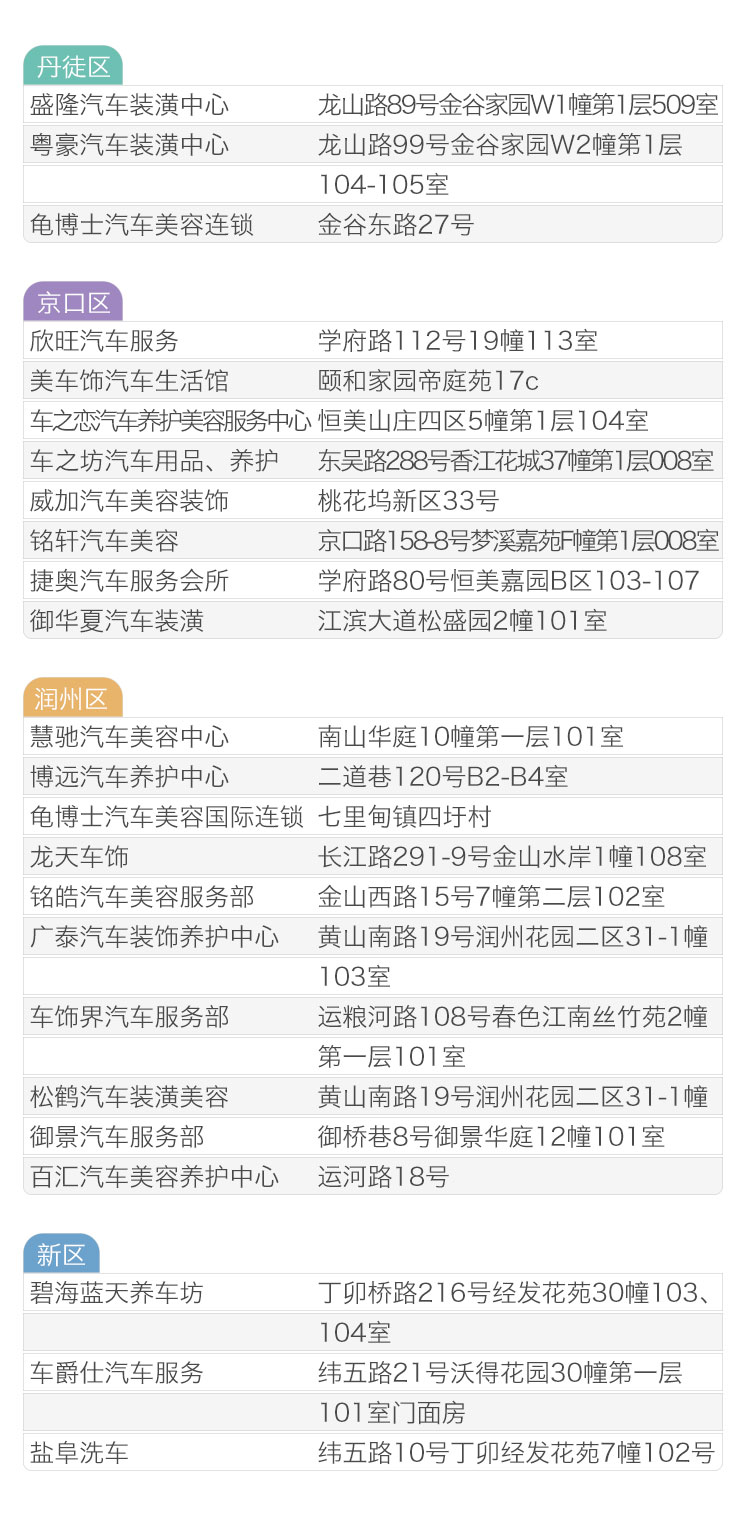 丹徒区
盛隆汽车装潢中心 龙山路89号金谷家园W1幢第1层509室
粤豪汽车装潢中心 龙山路99号金谷家园W2幢第1层
104-105室
龟博士汽车美容连锁 金谷东路27号
京口区
欣旺汽车服务 学府路112号19幢113室
美车饰汽车生活馆 颐和家园帝庭苑17c
车之恋汽车养护美容服务中心 恒美山庄四区5幢第1层104室
车之坊汽车用品、养护 东吴路288号香江花城37幢第1层008室
威加汽车美容装饰 桃花坞新区33号
铭轩汽车美容 京口路158-8号梦溪嘉苑F幢第1层008室
捷奥汽车服务会所 学府路80号恒美嘉园B区103-107
御华夏汽车装潢 江滨大道松盛园2幢101室
润州区
慧驰汽车美容中心 南山华庭10幢第一层101室
博远汽车养护中心 二道巷120号B2-B4室
龟博士汽车美容国际连锁 七里甸镇四圩村
龙天车饰 长江路291-9号金山水岸1幢108室
铭皓汽车美容服务部 金山西路15号7幢第二层102室
广泰汽车装饰养护中心 黄山南路19号润州花园二区31-1幢
103室
车饰界汽车服务部 运粮河路108号春色江南丝竹苑2幢
第一层101室
松鹤汽车装潢美容 黄山南路19号润州花园二区31-1幢
御景汽车服务部 御桥巷8号御景华庭12幢101室
百汇汽车美容养护中心 运河路18号
新区
碧海蓝天养车坊 丁卯桥路216号经发花苑30幢103、
104室
车爵仕汽车服务 纬五路21号沃得花园30幢第一层
101室门面房
盐阜洗车 纬五路10号丁卯经发花苑7幢102号